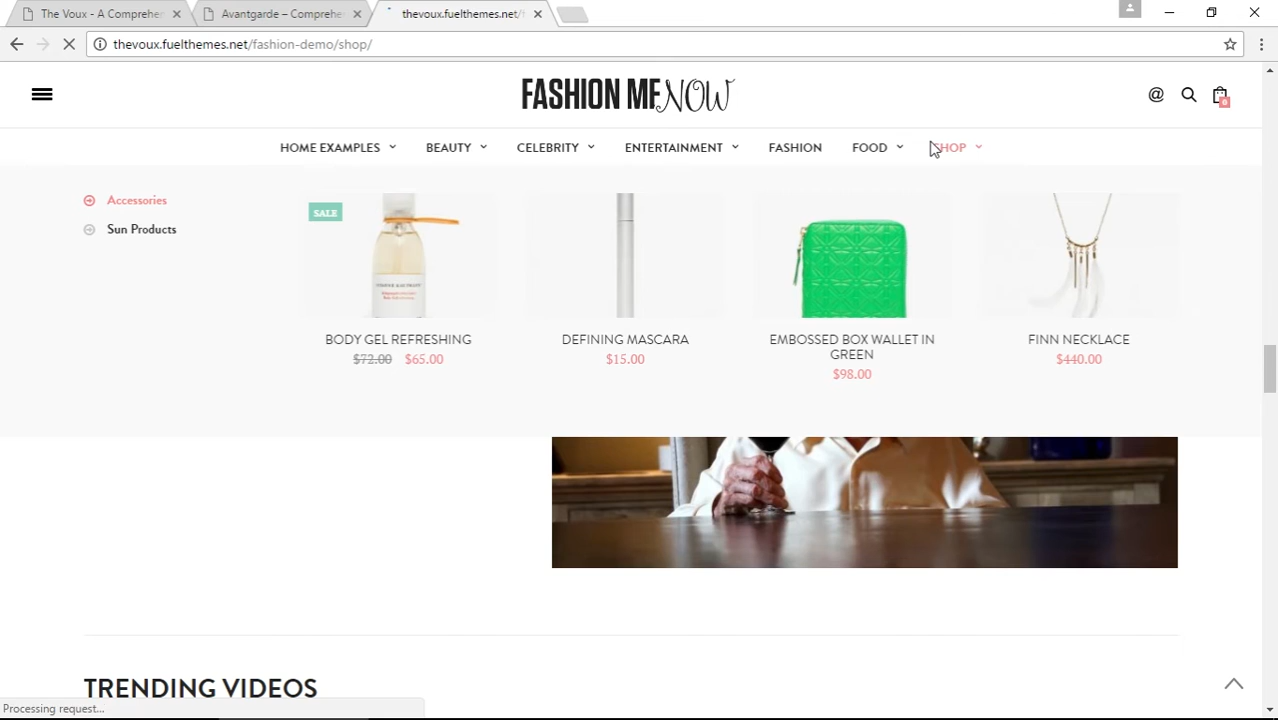 The Voux - A Comprehe
Avantgarde – Comprehe
thevoux.fuelthemes.net/
thevoux.fuelthemes.net/fashion-demo/shop/
FASHION ME NOW
@
0
HOME EXAMPLES
BEAUTY
CELEBRITY
ENTERTAINMENT
FASHION
FOOD
SHOP
Accessories
Sun Products
SALE
BODY GEL REFRESHING
$72.00 $65.00
DEFINING MASCARA
$15.00
EMBOSSED BOX WALLET IN
GREEN
$98.00
FINN NECKLACE
$440.00
TRENDING VIDEOS
Processing request...